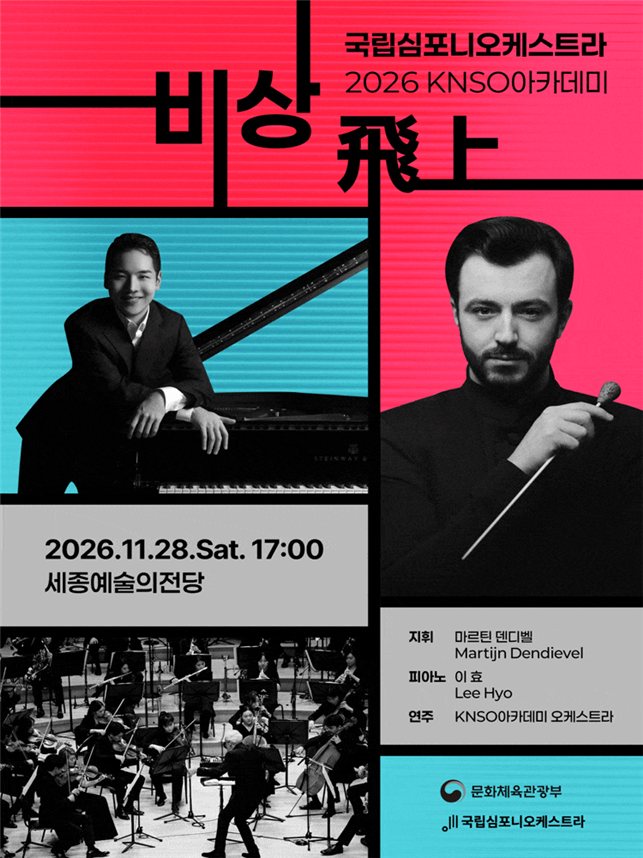 국립심포니오케스트라
2026 KNSO아카데미
비상
飛上
STEINWAY &
2026.11.28.Sat. 17:00
세종예술의전당
지휘 마르틴 덴디벨
Martijn Dendievel
피아노 이 효
Lee Hyo
연주 KNSO아카데미 오케스트라
문화체육관광부
국립심포니오케스트라